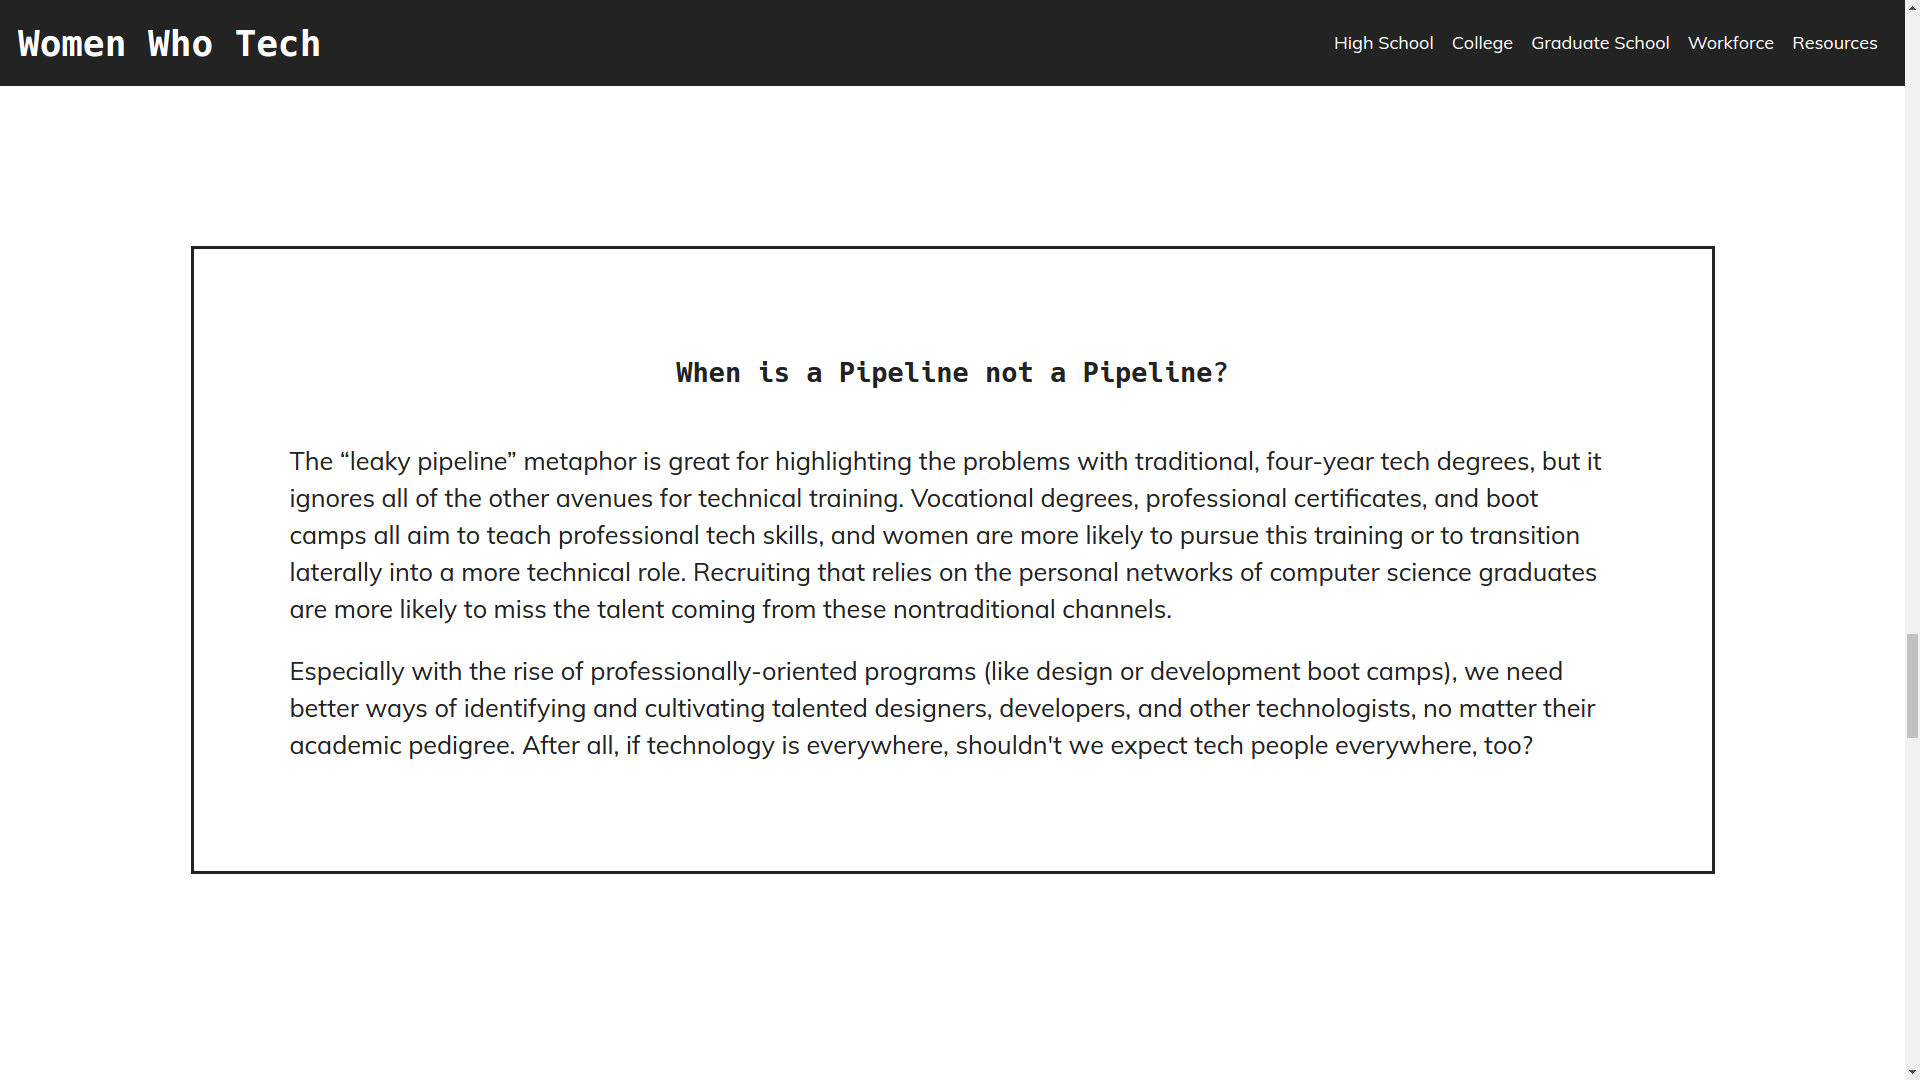 Women Who Tech
High School College Graduate School Workforce Resources
When is a Pipeline not a Pipeline?
The “leaky pipeline” metaphor is great for highlighting the problems with traditional, four-year tech degrees, but it
ignores all of the other avenues for technical training. Vocational degrees, professional certificates, and boot
camps all aim to teach professional tech skills, and women are more likely to pursue this training or to transition
laterally into a more technical role. Recruiting that relies on the personal networks of computer science graduates
are more likely to miss the talent coming from these nontraditional channels.
Especially with the rise of professionally-oriented programs (like design or development boot camps), we need
better ways of identifying and cultivating talented designers, developers, and other technologists, no matter their
academic pedigree. After all, if technology is everywhere, shouldn't we expect tech people everywhere, too?